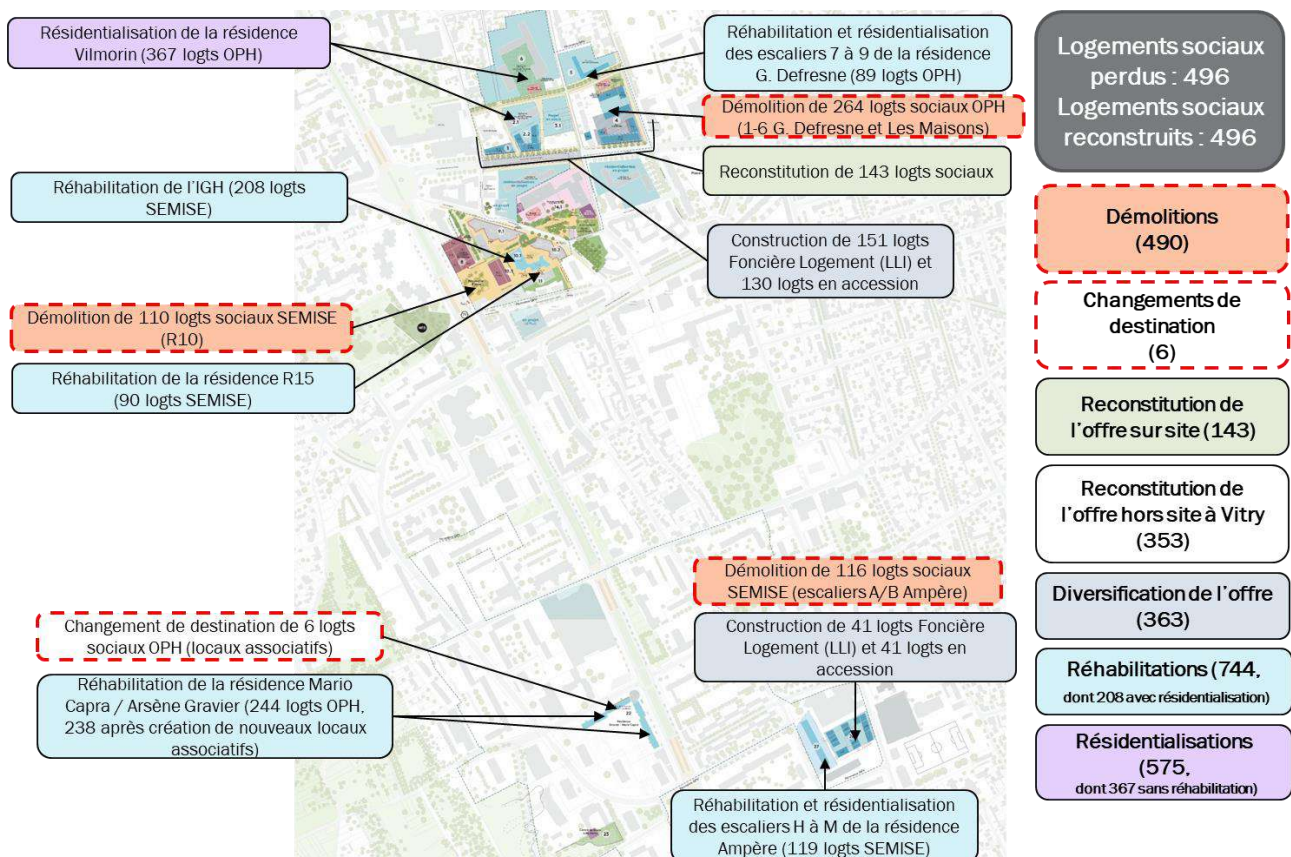 Résidentialisation de la résidence
Vilmorin (367 logts OPH)
Réhabilitation et résidentialisation
des escaliers 7 à 9 de la résidence
G. Defresne (89 logts OPH)
Démolition de 264 logts sociaux OPH
(1-6 G. Defresne et Les Maisons)
Reconstitution de 143 logts sociaux
Réhabilitation de l'IGH (208 logts
SEMISE)
Construction de 151 logts
Foncière Logement (LLI) et
130 logts en accession
Démolition de 110 logts sociaux SEMISE
(R10)
Réhabilitation de la résidence R15
(90 logts SEMISE)
Démolition de 116 logts sociaux
SEMISE (escaliers A/B Ampère)
Construction de 41 logts Foncière
Logement (LLI) et 41 logts en
accession
Changement de destination de 6 logts
sociaux OPH (locaux associatifs)
Réhabilitation de la résidence Mario
Capra / Arsène Gravier (244 logts OPH,
238 après création de nouveaux locaux
associatifs)
Réhabilitation et résidentialisation
des escaliers H à M de la résidence
Ampère (119 logts SEMISE)
Logements sociaux
perdus : 496
Logements sociaux
reconstruits : 496
Démolitions
(490)
Changements de
destination
(6)
Reconstitution de
l'offre sur site (143)
Reconstitution de
l'offre hors site à Vitry
(353)
Diversification de l'offre
(363)
Réhabilitations (744,
dont 208 avec résidentialisation)
Résidentialisations
(575,
dont 367 sans réhabilitation)